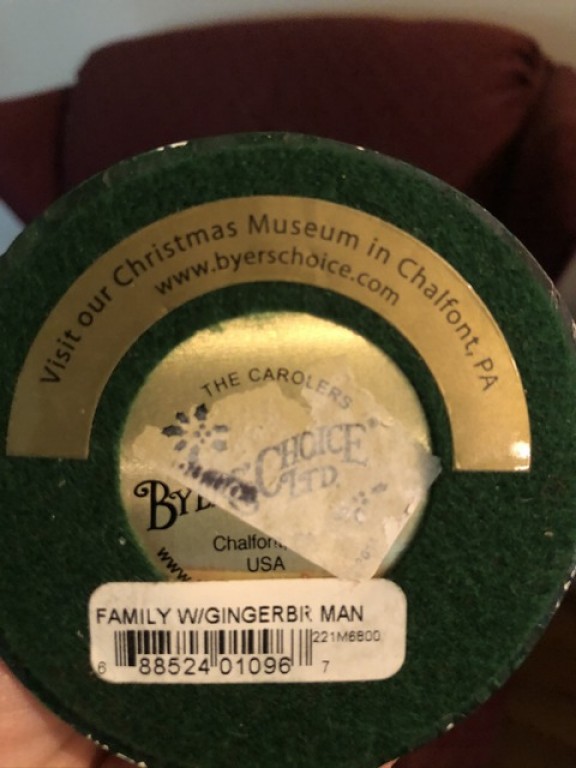 Visit our Christmas Museum in Chalfont, PA
www.byerschoice.com
THE CAROLERS
CHOICE®
LTD.
USA
FAMILY W/GINGERBR MAN
221M6800
6 88524 01096 7